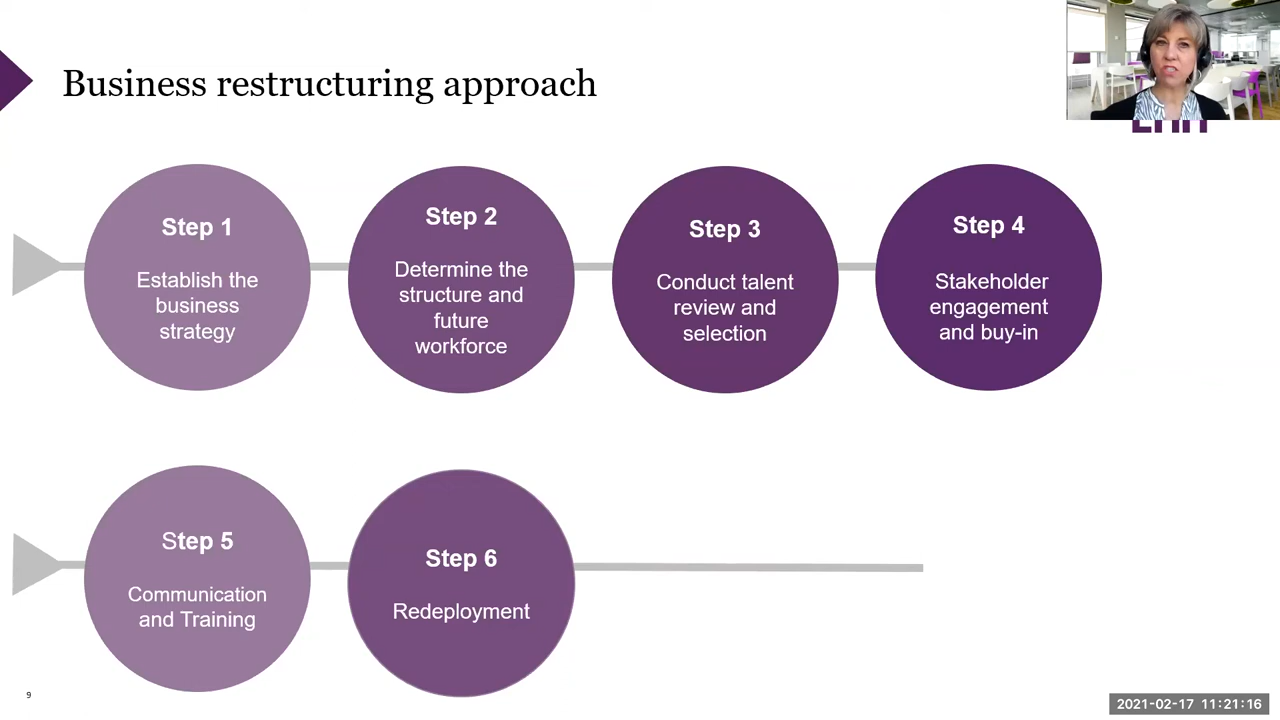 Business restructuring approach
Step 1
Establish the
business
strategy
Step 2
Determine the
structure and
future
workforce
Step 3
Conduct talent
review and
selection
Step 4
Stakeholder
engagement
and buy-in
Step 5
Communication
and Training
Step 6
Redeployment
9
2021-02-17 11:21:16